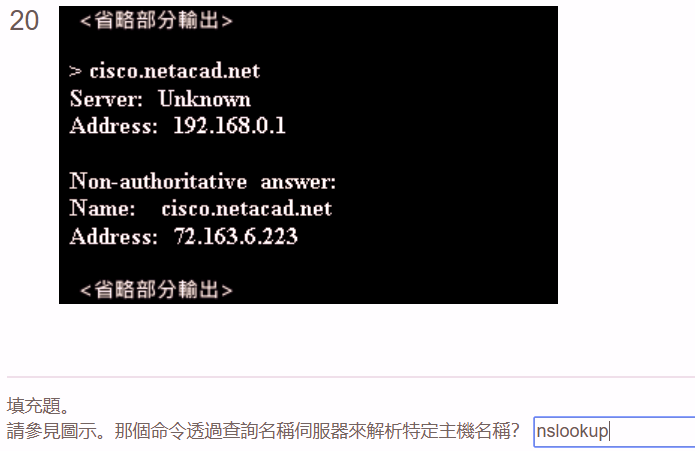 20
<省略部分輸出>
> cisco.netacad.net
Server: Unknown
Address: 192.168.0.1
Non-authoritative answer:
Name: cisco.netacad.net
Address: 72.163.6.223
<省略部分輸出>
填充題。
請參見圖示。那個命令透過查詢名稱伺服器來解析特定主機名稱? nslookup